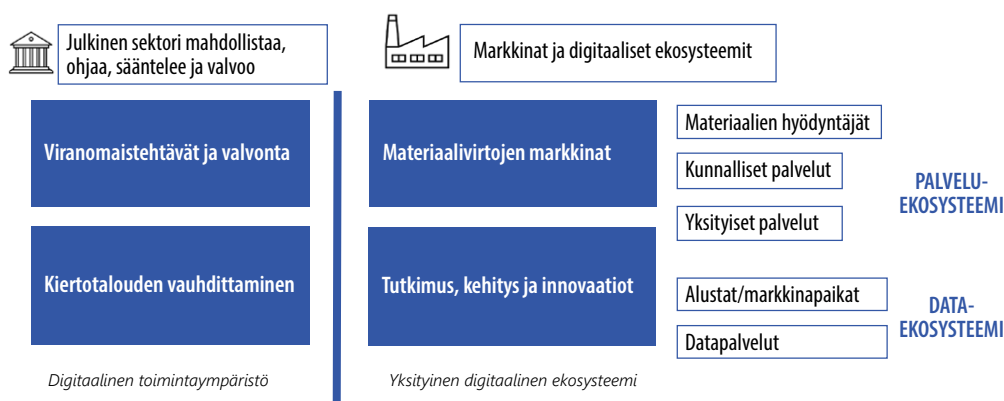 Julkinen sektori mahdollistaa,
ohjaa, sääntelee ja valvoo
Markkinat ja digitaaliset ekosysteemit
Viranomaistehtävät ja valvonta
Kiertotalouden vauhdittaminen
Digitaalinen toimintaympäristö
Materiaalivirtojen markkinat
Tutkimus, kehitys ja innovaatiot
Yksityinen digitaalinen ekosysteemi
Materiaalien hyödyntäjät
Kunnalliset palvelut
Yksityiset palvelut
PALVELU-
EKOSYSTEEMI
Alustat/markkinapaikat
Datapalvelut
DATA-
EKOSYSTEEMI